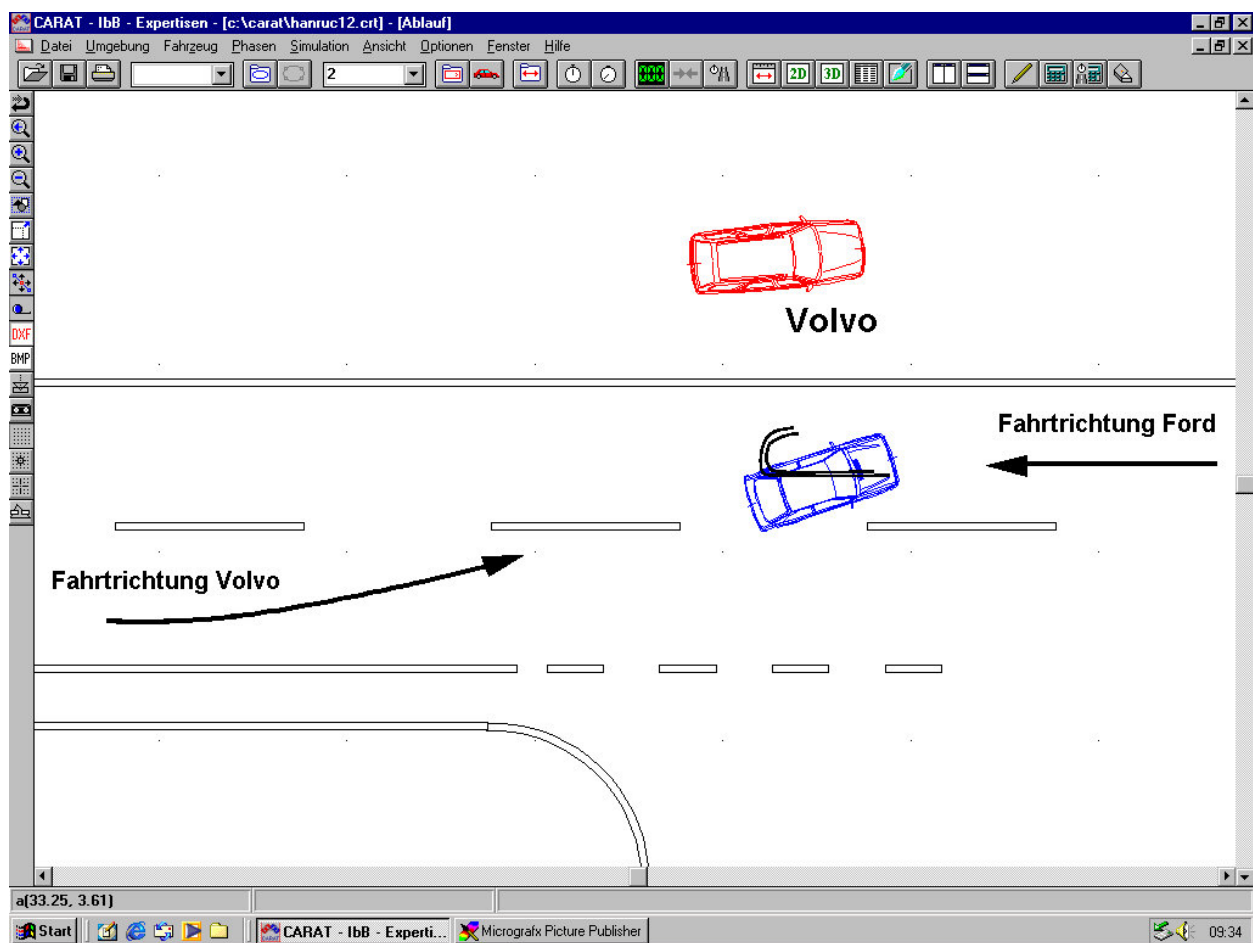 CARAT - IbB - Expertisen - [c:\carat\hanruc12.crt] - [Ablauf]
Datei Umgebung Fahrzeug Phasen Simulation Ansicht Optionen Fenster Hilfe
2
2D 3D
DXF
BMP
Volvo
Fahrtrichtung Ford
Fahrtrichtung Volvo
a(33.25, 3.61)
Start CARAT - IbB - Experti... Micrografx Picture Publisher 09:34